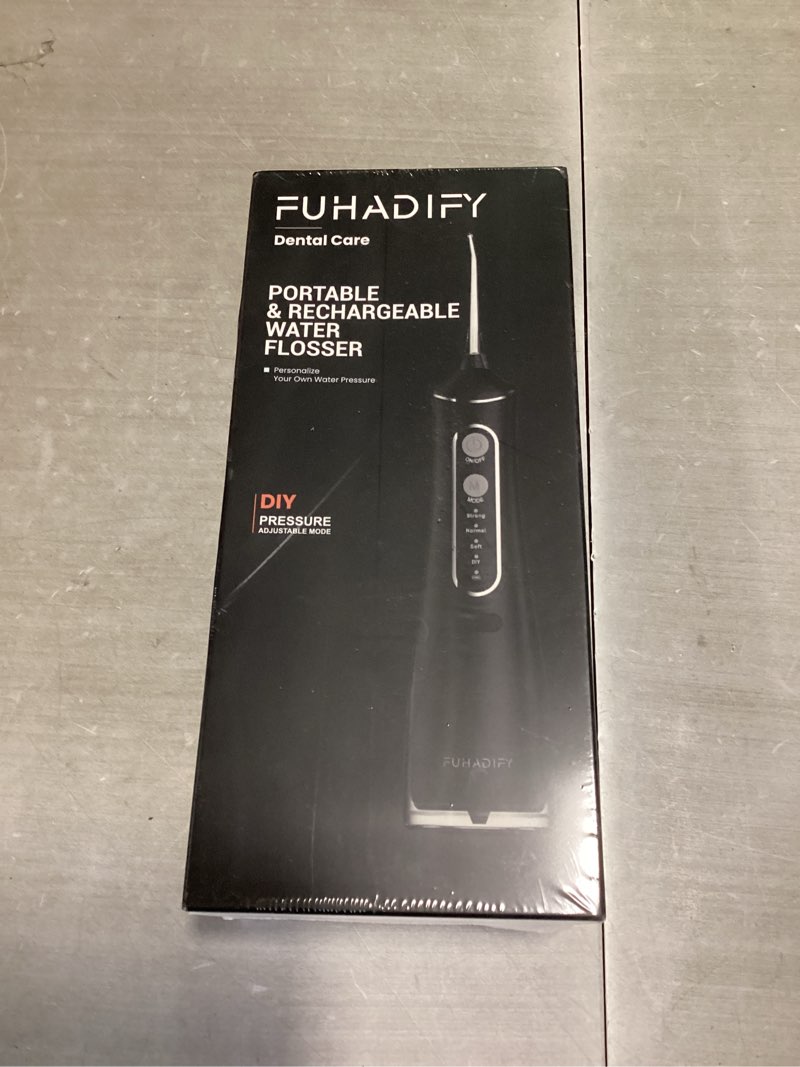 FUHADIFY
Dental Care
PORTABLE
& RECHARGEABLE
WATER
FLOSSER
Personalize
Your Own Water Pressure
ON/OFF
MODE
Strong
Normal
Soft
DIY
DIY
PRESSURE
ADJUSTABLE MODE
FUHADIFY